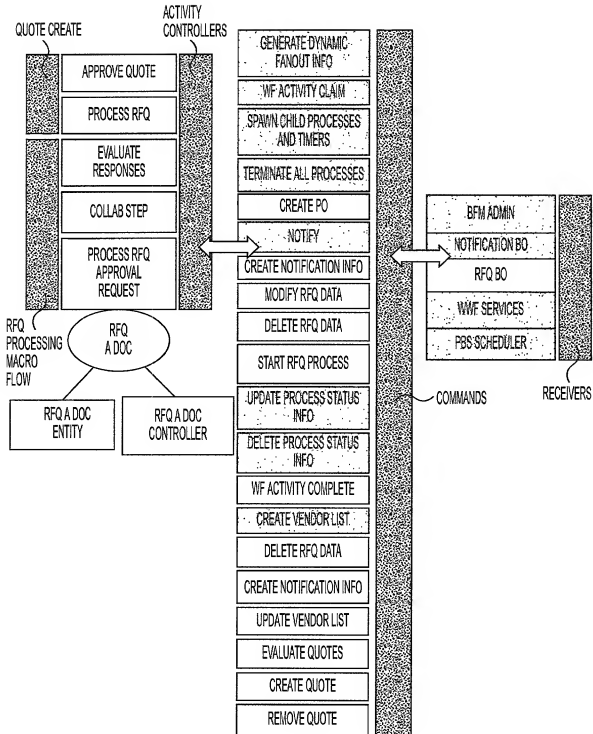 QUOTE CREATE
ACTIVITY
CONTROLLERS
APPROVE QUOTE
PROCESS RFQ
EVALUATE
RESPONSES
COLLAB STEP
PROCESS RFQ
APPROVAL
REQUEST
RFQ
PROCESSING
MACRO
FLOW
RFQ
A DOC
RFQ A DOC
ENTITY
RFQ A DOC
CONTROLLER
GENERATE DYNAMIC
FANOUT INFO
WF ACTIVITY CLAIM
SPAWN CHILD PROCESSES
AND TIMERS
TERMINATE ALL PROCESSES
CREATE PO
NOTIFY
CREATE NOTIFICATION INFO
MODIFY RFQ DATA
DELETE RFQ DATA
START RFQ PROCESS
UPDATE PROCESS STATUS
INFO
DELETE PROCESS STATUS
INFO
WF ACTIVITY COMPLETE
CREATE VENDOR LIST
DELETE RFQ DATA
CREATE NOTIFICATION INFO
UPDATE VENDOR LIST
EVALUATE QUOTES
CREATE QUOTE
REMOVE QUOTE
COMMANDS
BFM ADMIN
NOTIFICATION BO
RFQ BO
WWF SERVICES
PBS SCHEDULER
RECEIVERS